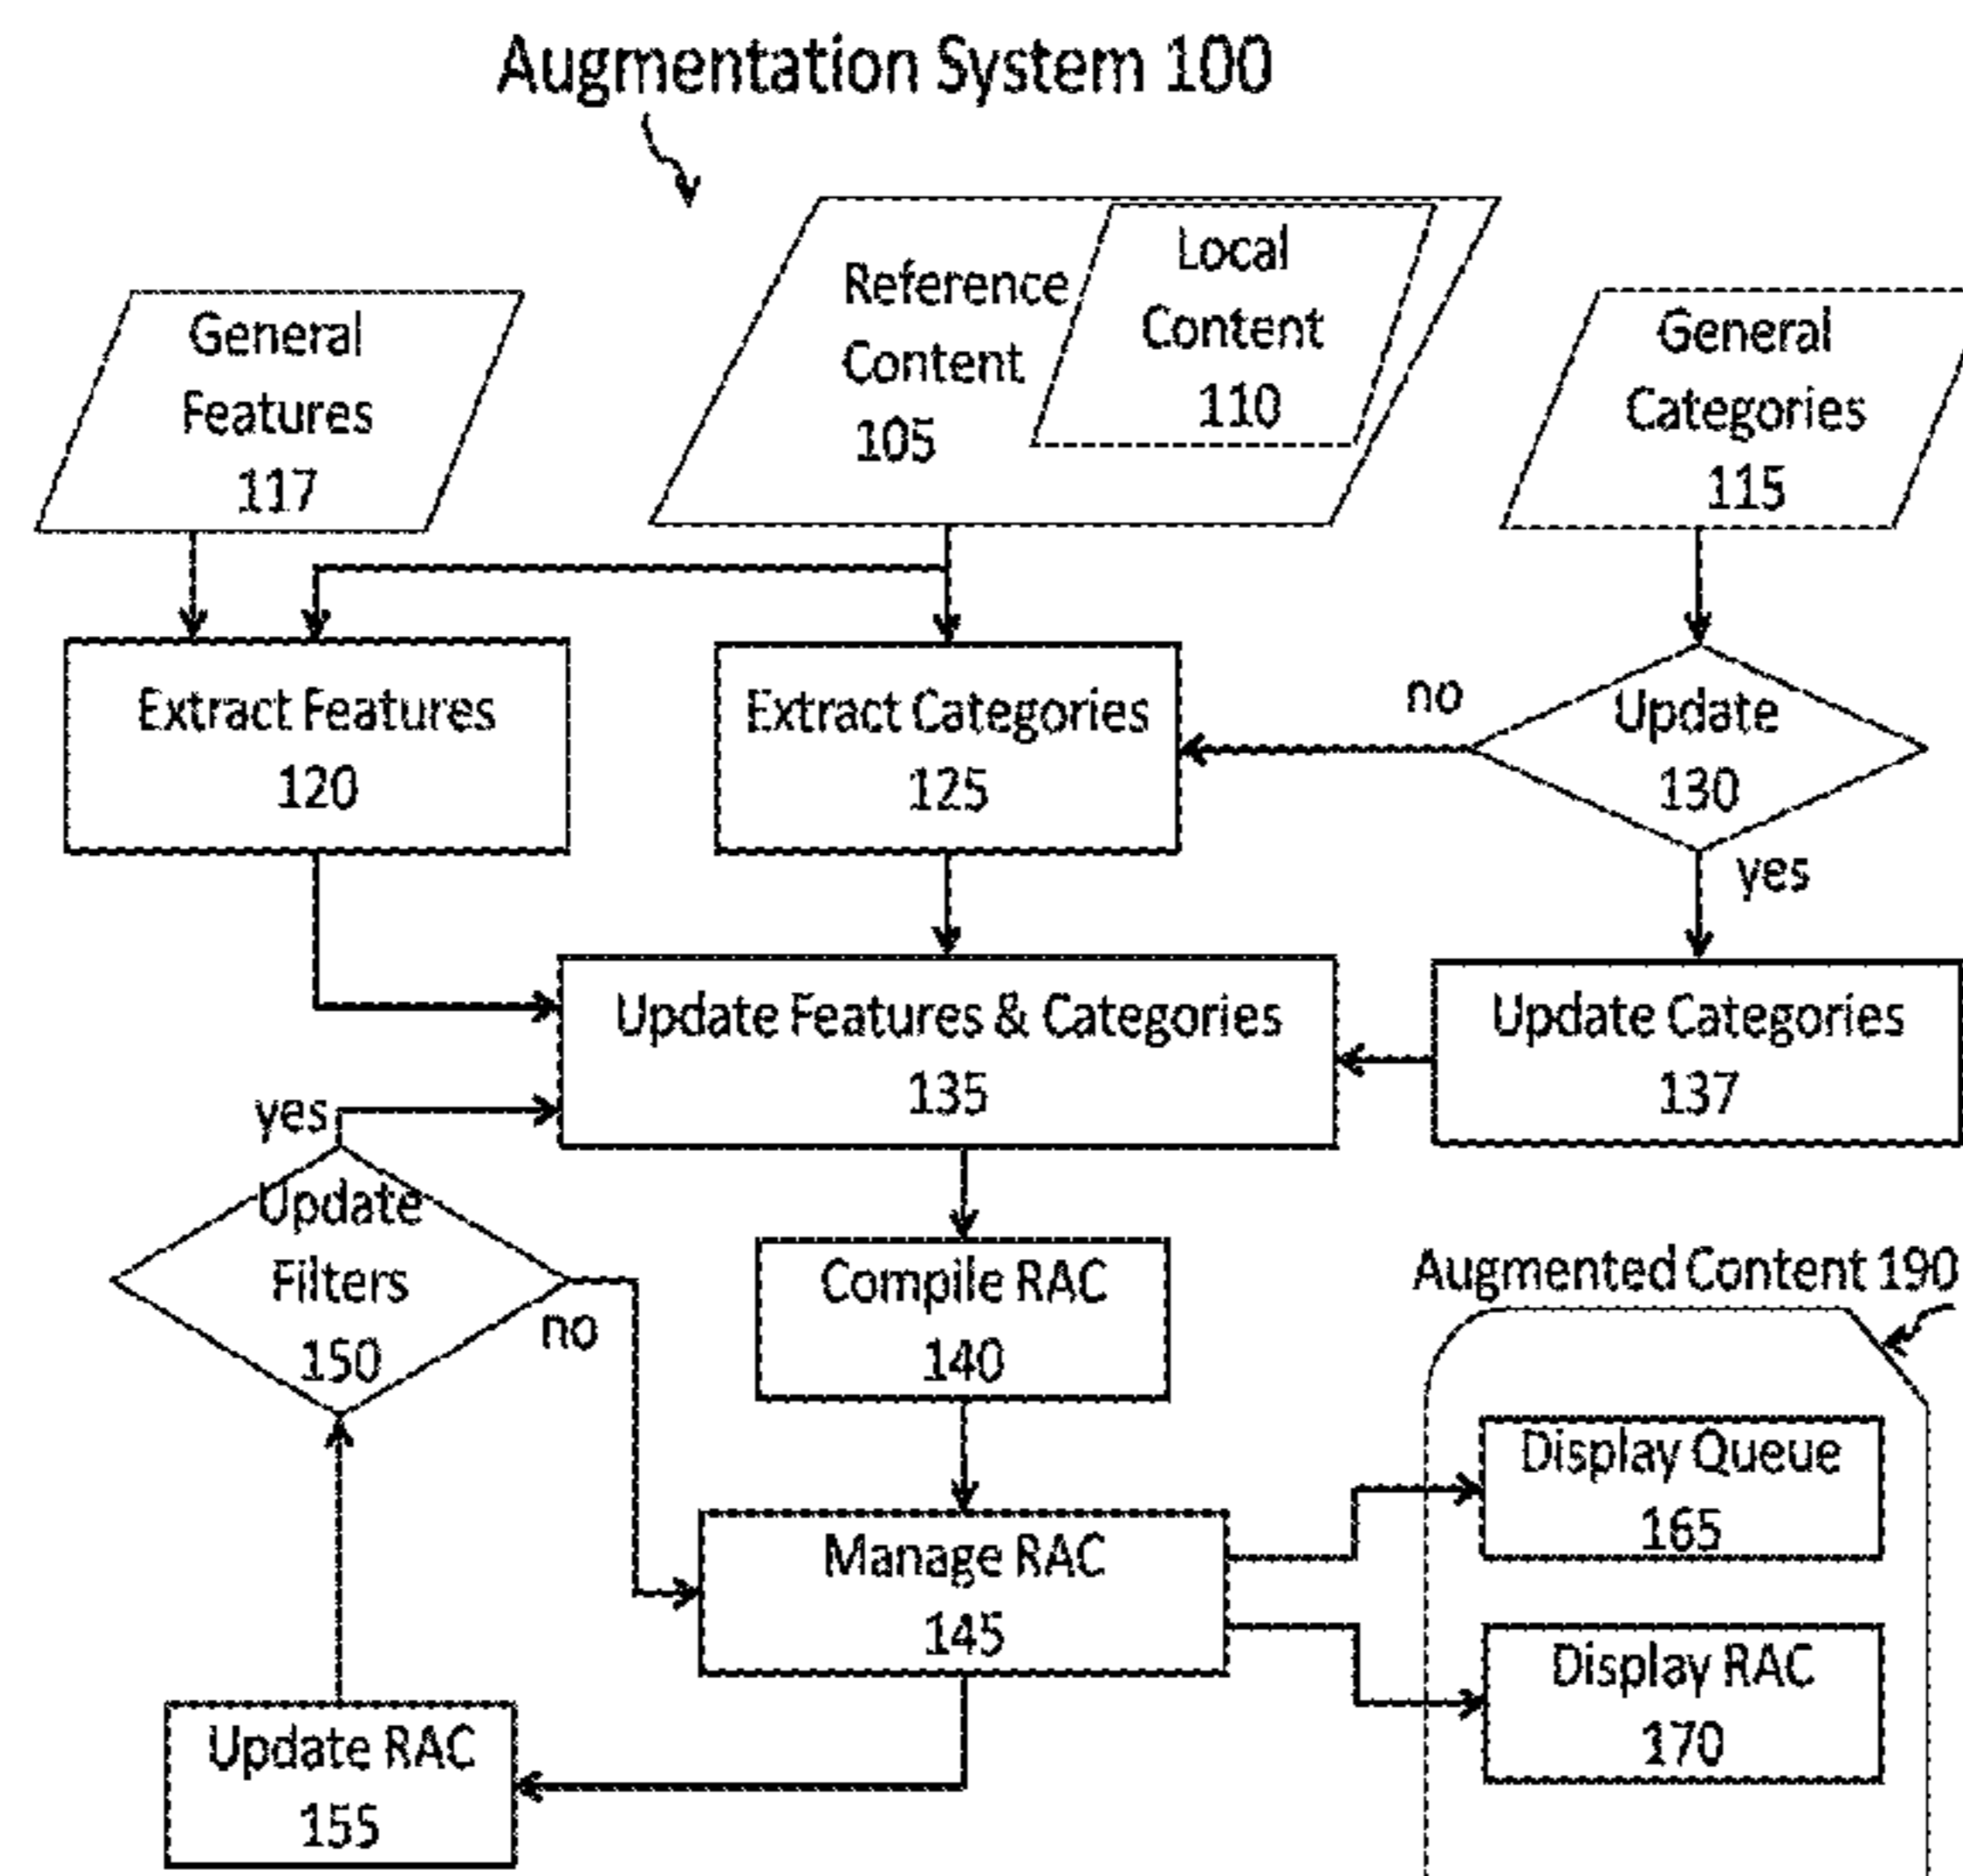 Augmentation System 100
General
Features
117
Reference
Content
105
Local
Content
110
General
Categories
115
Extract Features
120
Extract Categories
125
no
Update
130
yes
Update Features & Categories
135
Update Categories
137
yes
Update
Filters
150
no
Compile RAC
140
Augmented Content 190
Display Queue
165
Manage RAC
145
Display RAC
170
Update RAC
155